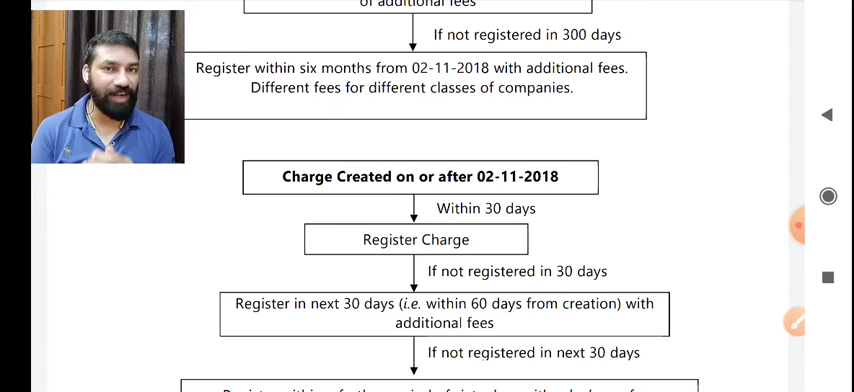 of additional fees
If not registered in 300 days
Register within six months from 02-11-2018 with additional fees.
Different fees for different classes of companies.
Charge Created on or after 02-11-2018
Within 30 days
Register Charge
If not registered in 30 days
Register in next 30 days (i.e. within 60 days from creation) with
additional fees
If not registered in next 30 days